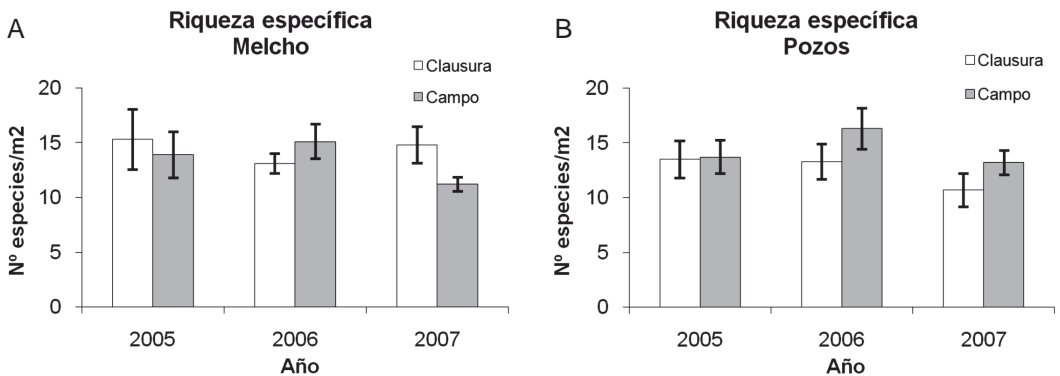 A
Riqueza específica
Melcho
Clausura
Campo
Nº especies/m2
20
15
10
5
0
2005
2006
2007
Año
B
Riqueza específica
Pozos
Clausura
Campo
Nº especies/m2
20
15
10
5
0
2005
2006
2007
Año